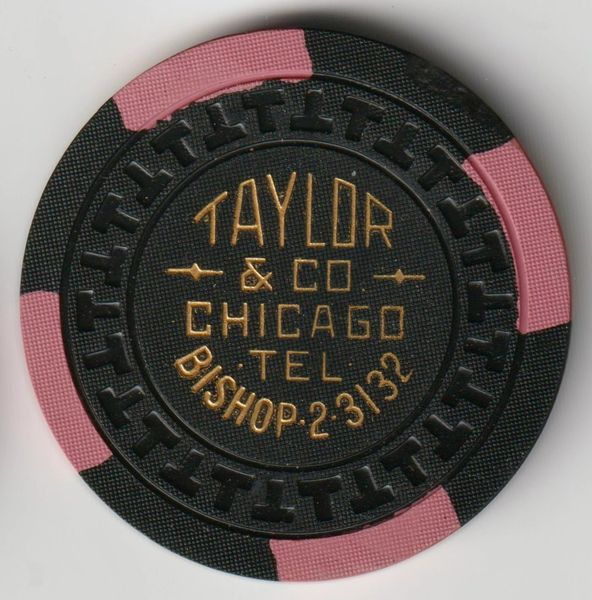 TAYLOR
& CO
CHICAGO
TEL.
BISHOP·2·3132